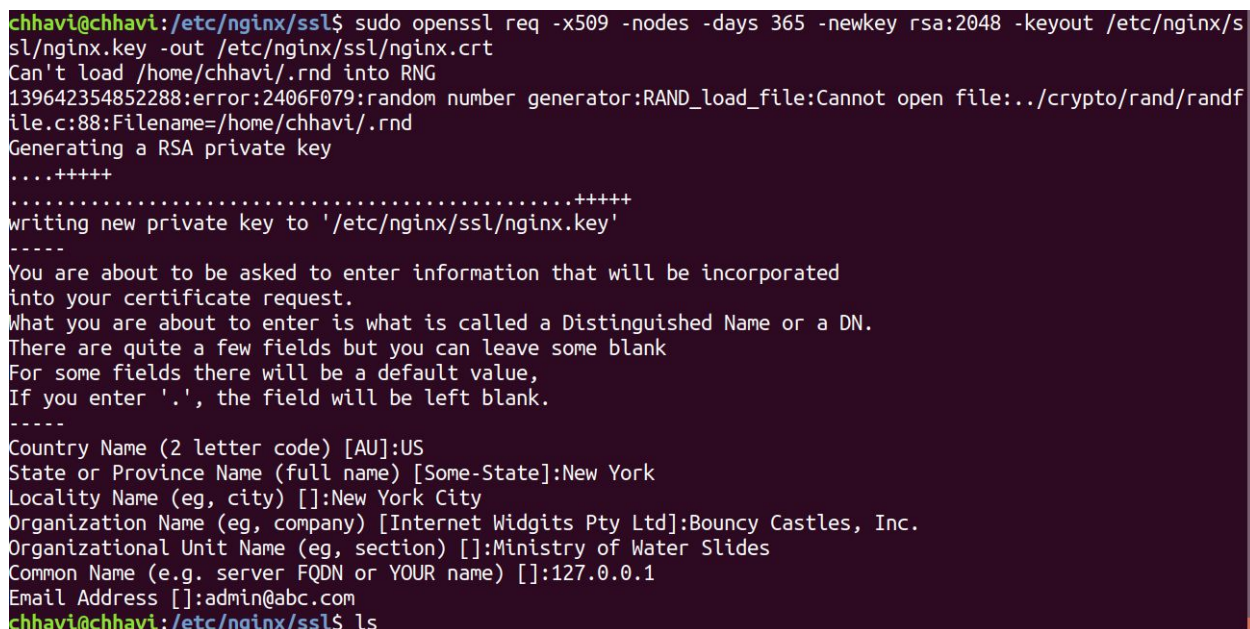 chhavi@chhavi:/etc/nginx/ssl$ sudo openssl req -x509 -nodes -days 365 -newkey rsa:2048 -keyout /etc/nginx/s
sl/nginx.key -out /etc/nginx/ssl/nginx.crt
Can't load /home/chhavi/.rnd into RNG
139642354852288:error:2406F079:random number generator:RAND_load_file:Cannot open file:../crypto/rand/randf
ile.c:88:Filename=/home/chhavi/.rnd
Generating a RSA private key
....+++++
................................................+++++
writing new private key to '/etc/nginx/ssl/nginx.key'
-----
You are about to be asked to enter information that will be incorporated
into your certificate request.
What you are about to enter is what is called a Distinguished Name or a DN.
There are quite a few fields but you can leave some blank
For some fields there will be a default value,
If you enter '.', the field will be left blank.
-----
Country Name (2 letter code) [AU]:US
State or Province Name (full name) [Some-State]:New York
Locality Name (eg, city) []:New York City
Organization Name (eg, company) [Internet Widgits Pty Ltd]:Bouncy Castles, Inc.
Organizational Unit Name (eg, section) []:Ministry of Water Slides
Common Name (e.g. server FQDN or YOUR name) []:127.0.0.1
Email Address []:admin@abc.com
chhavi@chhavi:/etc/nginx/ssl$ ls